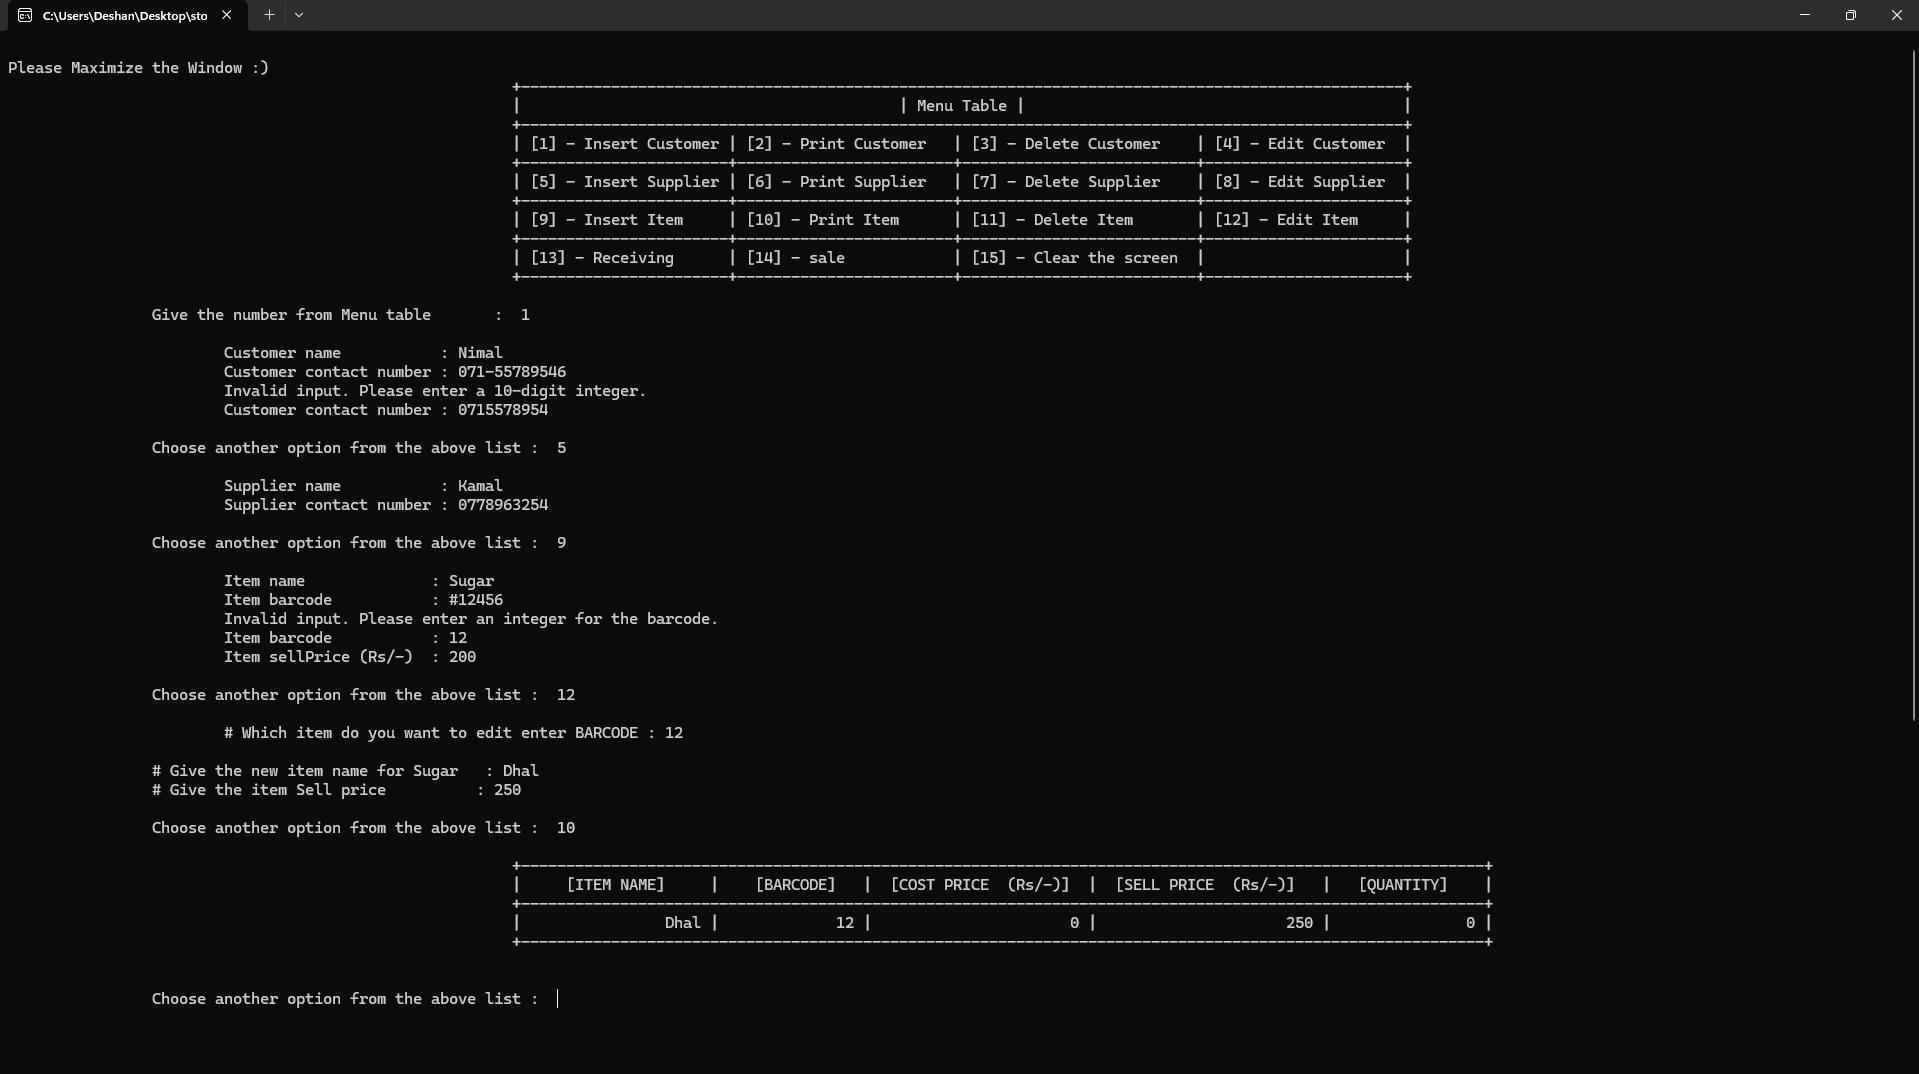 C:\Users\Deshan\Desktop\sto
Please Maximize the Window :)
+--------------------------------------------------------------------------------------------------+
|                                          | Menu Table |                                          |
+--------------------------------------------------------------------------------------------------+
| [1] - Insert Customer | [2] - Print Customer   | [3] - Delete Customer    | [4] - Edit Customer  |
+-----------------------+------------------------+--------------------------+----------------------+
| [5] - Insert Supplier | [6] - Print Supplier   | [7] - Delete Supplier    | [8] - Edit Supplier  |
+-----------------------+------------------------+--------------------------+----------------------+
| [9] - Insert Item     | [10] - Print Item      | [11] - Delete Item       | [12] - Edit Item     |
+-----------------------+------------------------+--------------------------+----------------------+
| [13] - Receiving      | [14] - sale            | [15] - Clear the screen  |                      |
+-----------------------+------------------------+--------------------------+----------------------+
Give the number from Menu table       :  1
Customer name           : Nimal
Customer contact number : 071-55789546
Invalid input. Please enter a 10-digit integer.
Customer contact number : 0715578954
Choose another option from the above list :  5
Supplier name           : Kamal
Supplier contact number : 0778963254
Choose another option from the above list :  9
Item name              : Sugar
Item barcode           : #12456
Invalid input. Please enter an integer for the barcode.
Item barcode           : 12
Item sellPrice (Rs/-)  : 200
Choose another option from the above list :  12
# Which item do you want to edit enter BARCODE : 12
# Give the new item name for Sugar   : Dhal
# Give the item Sell price          : 250
Choose another option from the above list :  10
+-----------------------------------------------------------------------------------------------------------+
|     [ITEM NAME]     |    [BARCODE]   |  [COST PRICE  (Rs/-)]  |  [SELL PRICE  (Rs/-)]   |   [QUANTITY]    |
+-----------------------------------------------------------------------------------------------------------+
|                Dhal |             12 |                      0 |                     250 |               0 |
+-----------------------------------------------------------------------------------------------------------+
Choose another option from the above list :